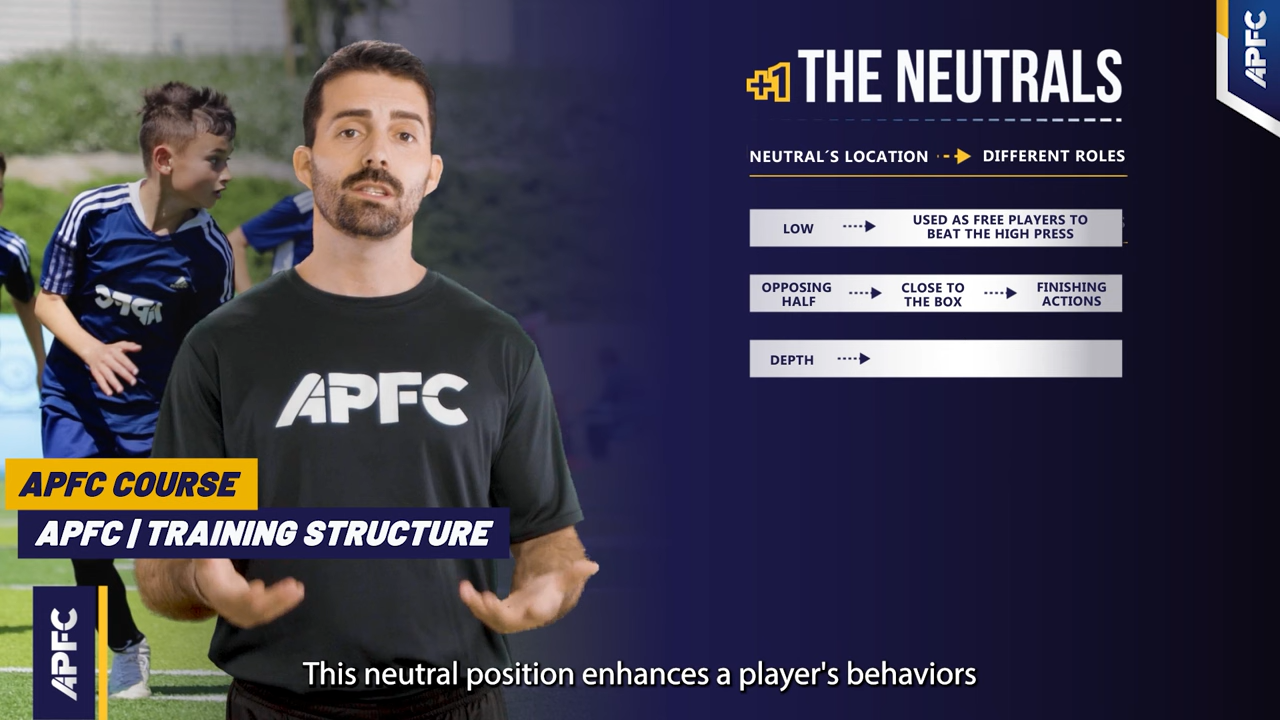 APFC
+1 THE NEUTRALS
NEUTRAL´S LOCATION DIFFERENT ROLES
LOW USED AS FREE PLAYERS TO
BEAT THE HIGH PRESS
OPPOSING CLOSE TO FINISHING
HALF THE BOX ACTIONS
DEPTH
APFC
APFC COURSE
APFC | TRAINING STRUCTURE
APFC
This neutral position enhances a player's behaviors